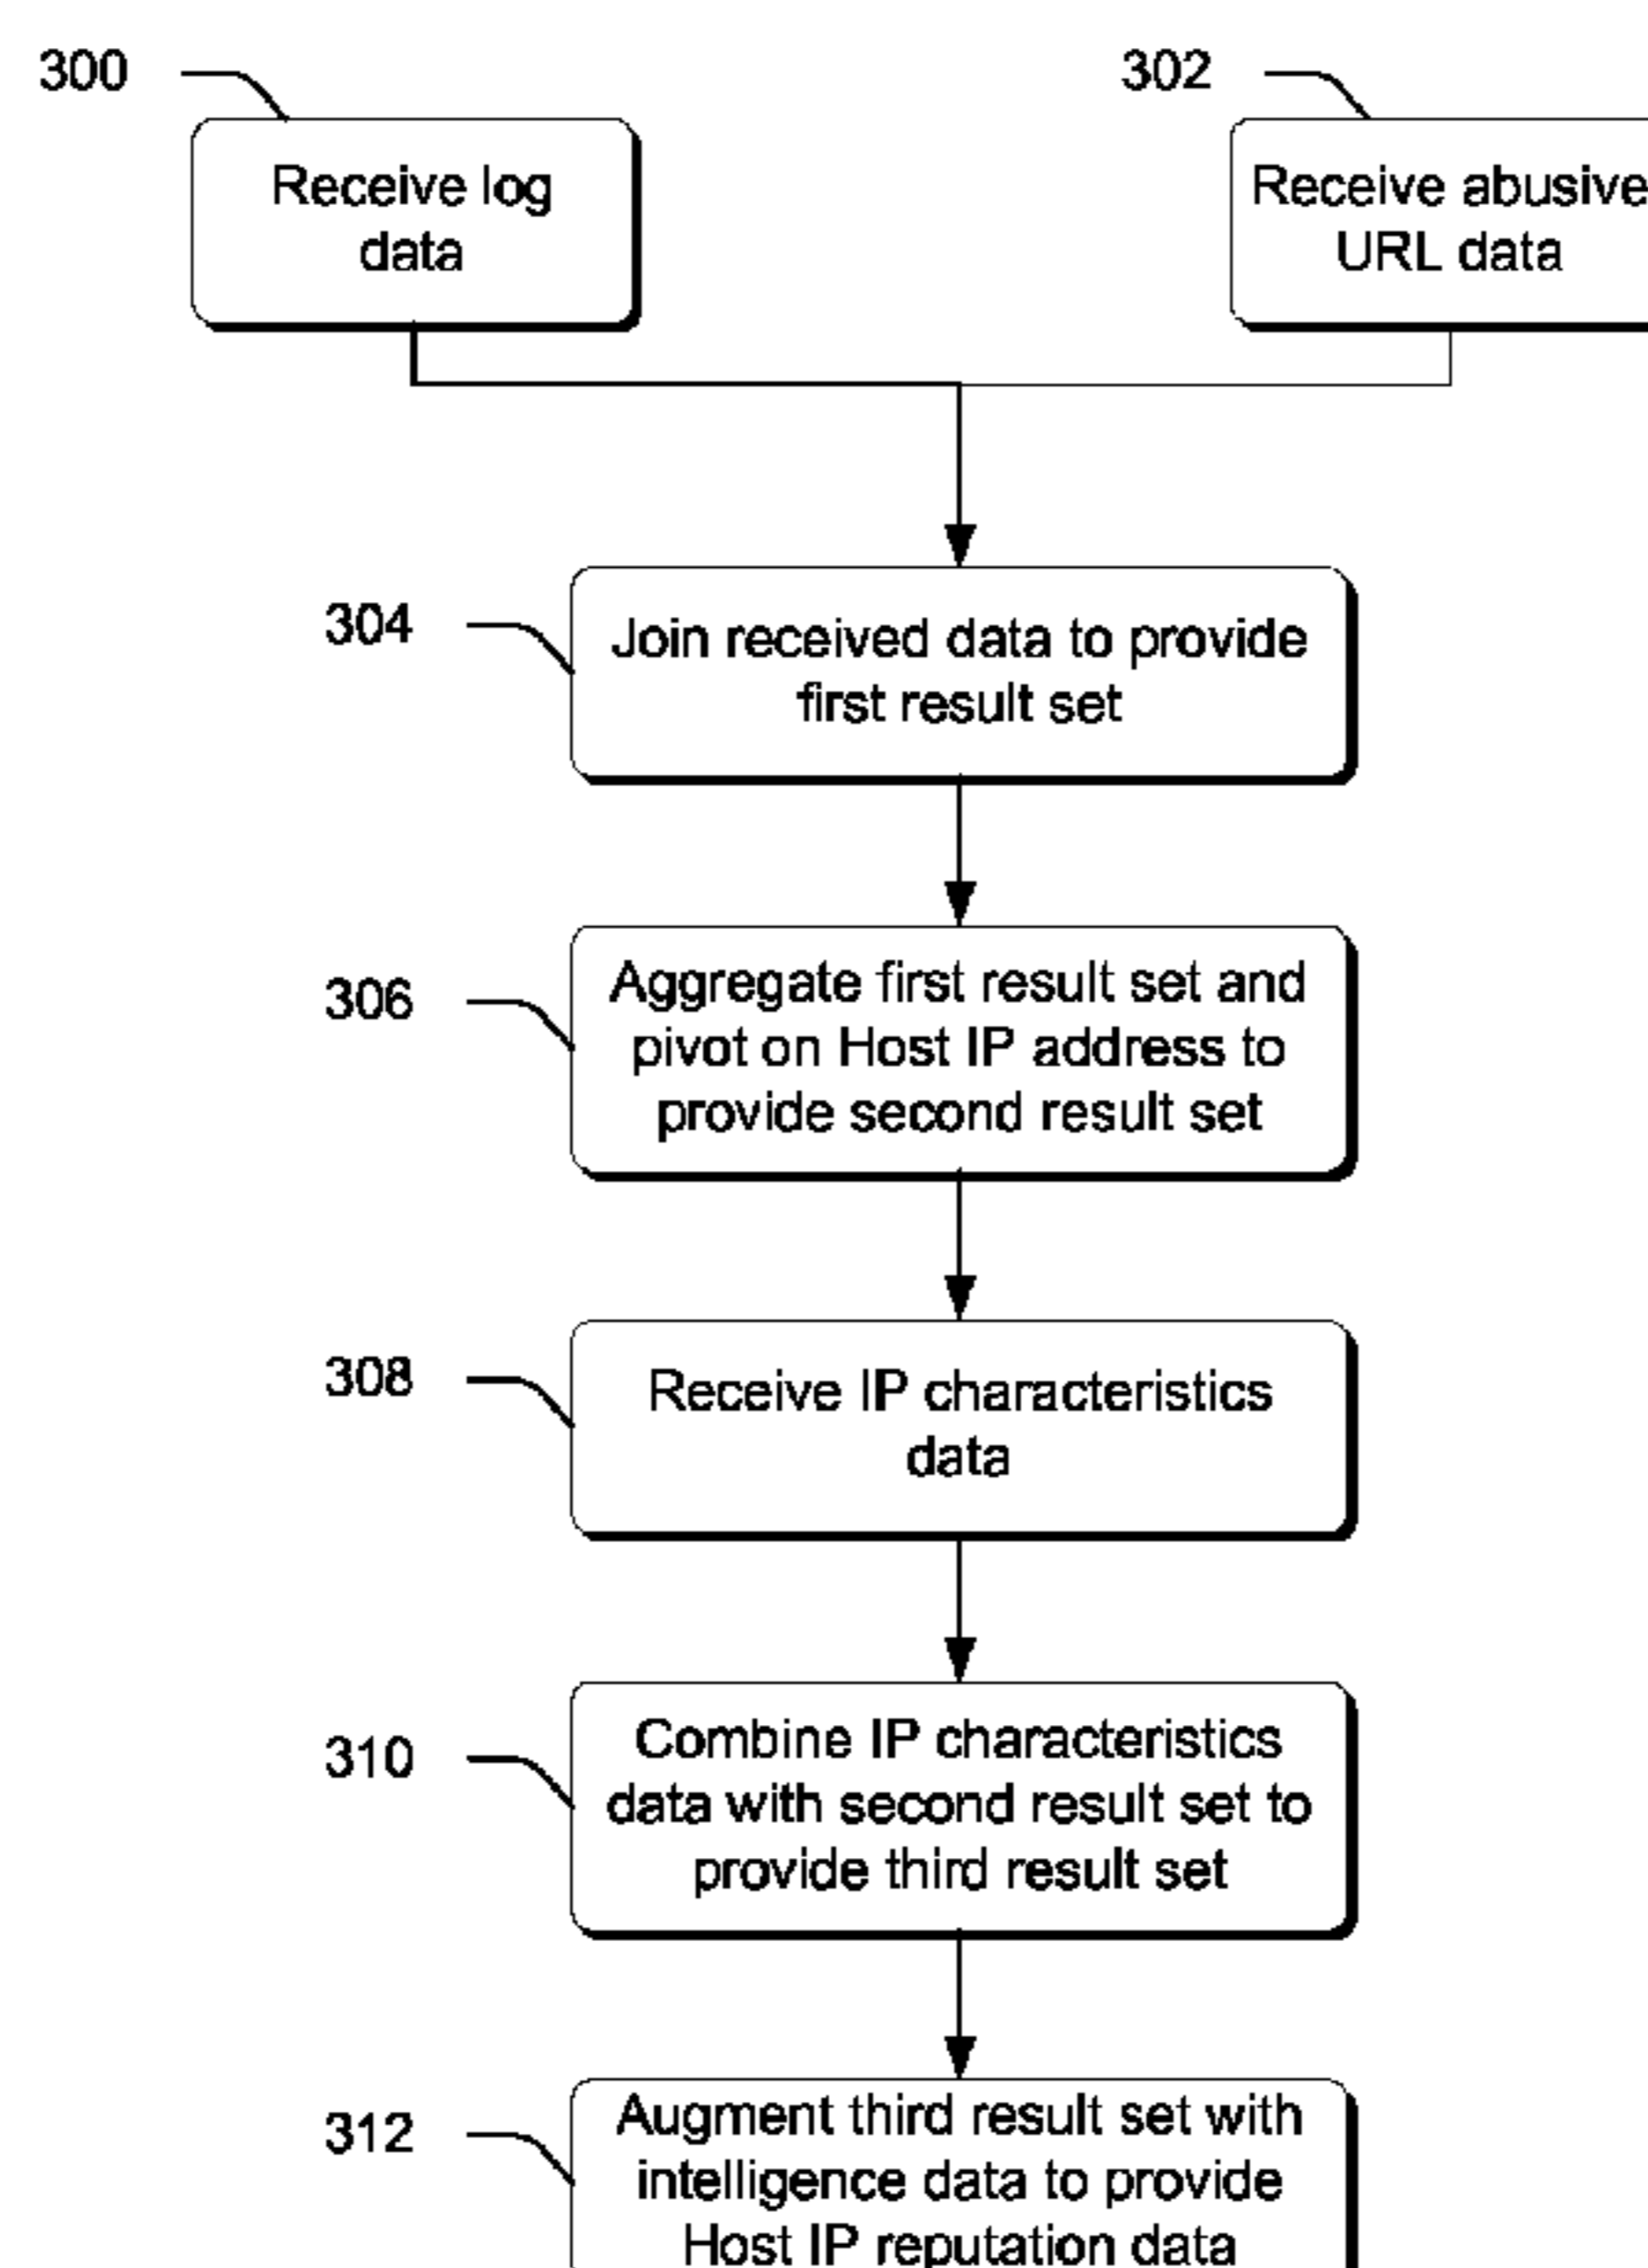 300
Receive log
data
302
Receive abusive
URL data
304
Join received data to provide
first result set
306
Aggregate first result set and
pivot on Host IP address to
provide second result set
308
Receive IP characteristics
data
310
Combine IP characteristics
data with second result set to
provide third result set
312
Augment third result set with
intelligence data to provide
Host IP reputation data